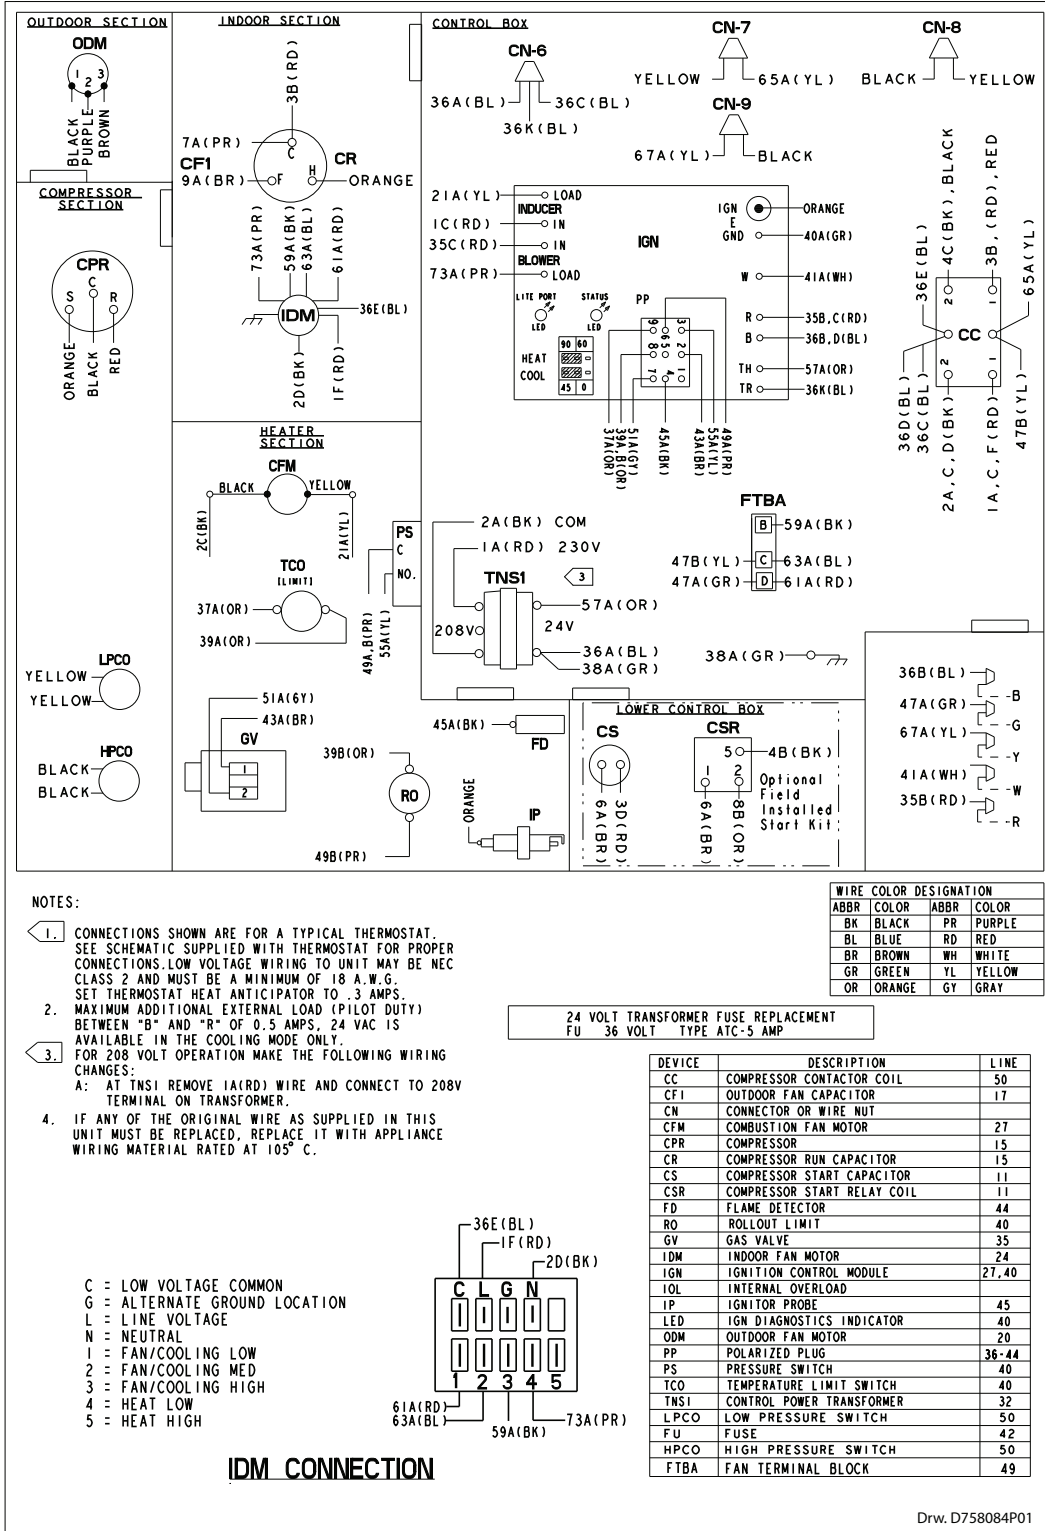 OUTDOOR SECTION
ODM
1 2 3
BLACK
PURPLE
BROWN
COMPRESSOR
SECTION
CPR
C
S R
ORANGE
BLACK
RED
LPCO
YELLOW
YELLOW
HPCO
BLACK
BLACK
INDOOR SECTION
3B(RD)
7A(PR)
CF1
CR
C
9A(BR)
F H
ORANGE
73A(PR)
59A(BK)
63A(BL)
61A(RD)
IDM
36E(BL)
2D(BK)
1F(RD)
HEATER
SECTION
CFM
BLACK
YELLOW
2C(BK)
21A(YL)
PS
C
NO.
TCO
[LIMIT]
37A(OR)
39A(OR)
49A,B(PR)
55A(YL)
51A(GY)
43A(BR)
GV
1
2
39B(OR)
RO
49B(PR)
45A(BK)
FD
ORANGE
IP
CONTROL BOX
CN-6
36A(BL)
36C(BL)
36K(BL)
CN-7
YELLOW
65A(YL)
CN-8
BLACK
YELLOW
CN-9
67A(YL)
BLACK
21A(YL)
LOAD
INDUCER
1C(RD)
IN
35C(RD)
IN
BLOWER
73A(PR)
LOAD
IGN
IGN
E
GND
ORANGE
40A(GR)
W
41A(WH)
R
35B,C(RD)
B
36B,D(BL)
TH
57A(OR)
TR
36K(BL)
LITE PORT
LED
STATUS
LED
PP
9 6 3
8 5 2
7 4 1
90 60
HEAT
COOL
45 0
37A(OR)
39A,B(OR)
51A(GY)
45A(BK)
43A(BR)
55A(YL)
49A(PR)
36E(BL)
4C(BK),BLACK
3B,(RD),RED
65A(YL)
2 1
CC
2 1
36D(BL)
36C(BL)
2A,C,D(BK)
1A,C,F(RD)
47B(YL)
2A(BK) COM
1A(RD) 230V
TNS1
3
57A(OR)
208V
24V
36A(BL)
38A(GR)
FTBA
B
59A(BK)
47B(YL)
C
63A(BL)
47A(GR)
D
61A(RD)
38A(GR)
LOWER CONTROL BOX
CS
6A(BR)
3D(RD)
CSR
5
4B(BK)
1 2
6A(BR)
8B(OR)
Optional
Field
Installed
Start Kit
36B(BL)
B
47A(GR)
G
67A(YL)
Y
41A(WH)
W
35B(RD)
R
NOTES:
1. CONNECTIONS SHOWN ARE FOR A TYPICAL THERMOSTAT.
SEE SCHEMATIC SUPPLIED WITH THERMOSTAT FOR PROPER
CONNECTIONS.LOW VOLTAGE WIRING TO UNIT MAY BE NEC
CLASS 2 AND MUST BE A MINIMUM OF 18 A.W.G.
SET THERMOSTAT HEAT ANTICIPATOR TO .3 AMPS.
2. MAXIMUM ADDITIONAL EXTERNAL LOAD (PILOT DUTY)
BETWEEN "B" AND "R" OF 0.5 AMPS, 24 VAC IS
AVAILABLE IN THE COOLING MODE ONLY.
3. FOR 208 VOLT OPERATION MAKE THE FOLLOWING WIRING
CHANGES:
A: AT TNS1 REMOVE 1A(RD) WIRE AND CONNECT TO 208V
TERMINAL ON TRANSFORMER.
4. IF ANY OF THE ORIGINAL WIRE AS SUPPLIED IN THIS
UNIT MUST BE REPLACED, REPLACE IT WITH APPLIANCE
WIRING MATERIAL RATED AT 105° C.
WIRE COLOR DESIGNATION
ABBR COLOR ABBR COLOR
BK BLACK PR PURPLE
BL BLUE RD RED
BR BROWN WH WHITE
GR GREEN YL YELLOW
OR ORANGE GY GRAY
24 VOLT TRANSFORMER FUSE REPLACEMENT
FU 36 VOLT TYPE ATC-5 AMP
DEVICE DESCRIPTION LINE
CC COMPRESSOR CONTACTOR COIL 50
CF1 OUTDOOR FAN CAPACITOR 17
CN CONNECTOR OR WIRE NUT
CFM COMBUSTION FAN MOTOR 27
CPR COMPRESSOR 15
CR COMPRESSOR RUN CAPACITOR 15
CS COMPRESSOR START CAPACITOR 11
CSR COMPRESSOR START RELAY COIL 11
FD FLAME DETECTOR 44
RO ROLLOUT LIMIT 40
GV GAS VALVE 35
IDM INDOOR FAN MOTOR 24
IGN IGNITION CONTROL MODULE 27,40
IOL INTERNAL OVERLOAD
IP IGNITOR PROBE 45
LED IGN DIAGNOSTICS INDICATOR 40
ODM OUTDOOR FAN MOTOR 20
PP POLARIZED PLUG 36-44
PS PRESSURE SWITCH 40
TCO TEMPERATURE LIMIT SWITCH 40
TNS1 CONTROL POWER TRANSFORMER 32
LPCO LOW PRESSURE SWITCH 50
FU FUSE 42
HPCO HIGH PRESSURE SWITCH 50
FTBA FAN TERMINAL BLOCK 49
C = LOW VOLTAGE COMMON
G = ALTERNATE GROUND LOCATION
L = LINE VOLTAGE
N = NEUTRAL
1 = FAN/COOLING LOW
2 = FAN/COOLING MED
3 = FAN/COOLING HIGH
4 = HEAT LOW
5 = HEAT HIGH
36E(BL)
1F(RD)
2D(BK)
C L G N
1 2 3 4 5
61A(RD)
63A(BL)
59A(BK)
73A(PR)
IDM CONNECTION
Drw. D758084P01